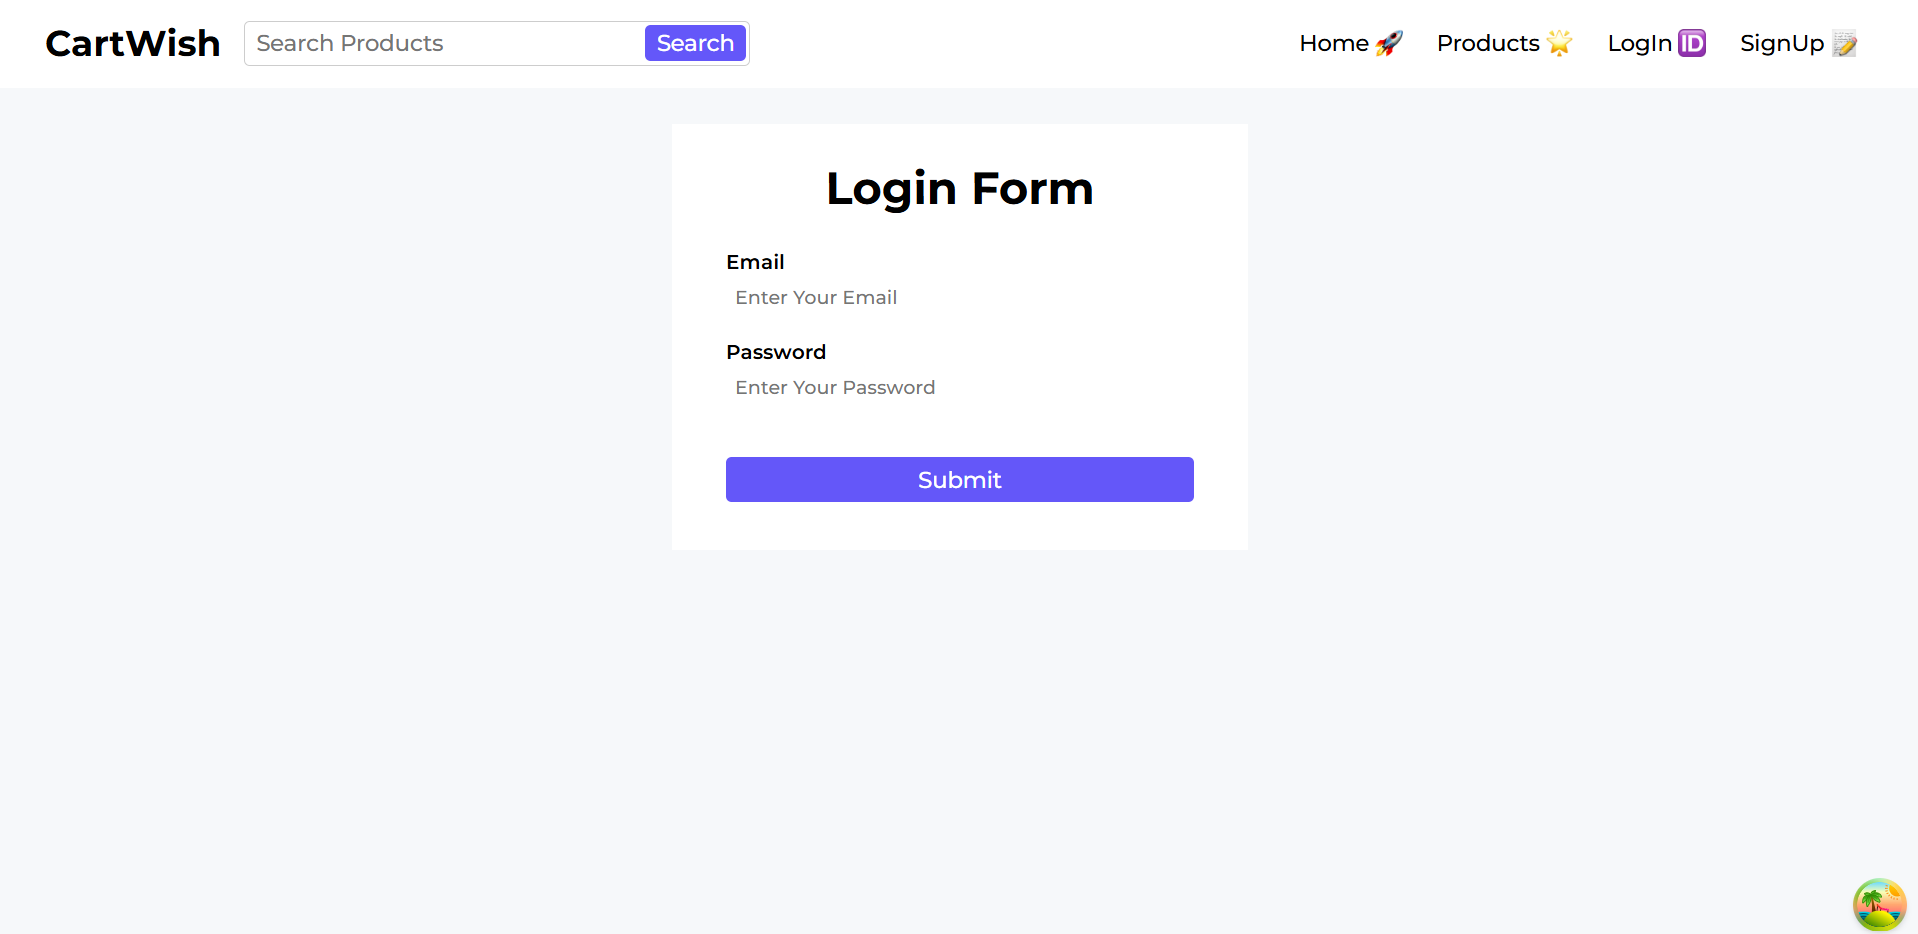 CartWish Search Products Search Home 🚀 Products 🌟 LogIn 🆔 SignUp 📝
Login Form
Email
Enter Your Email
Password
Enter Your Password
Submit